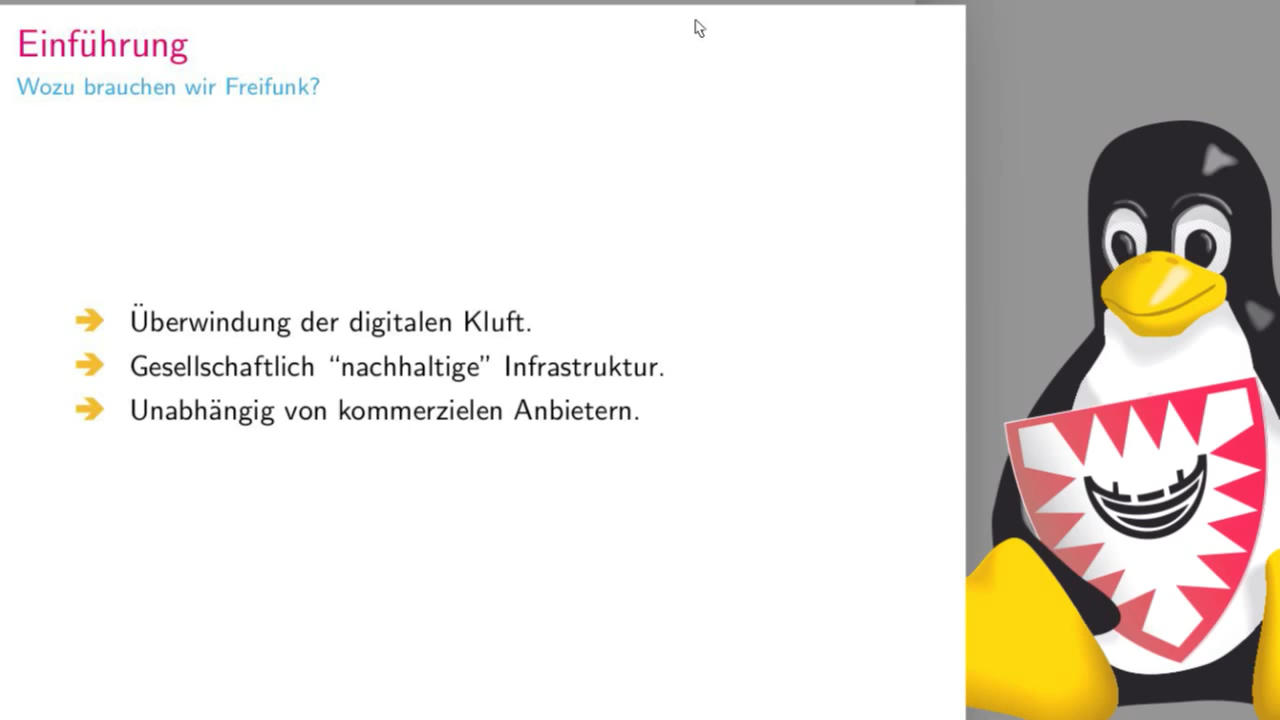 Einführung
Wozu brauchen wir Freifunk?
Überwindung der digitalen Kluft.
Gesellschaftlich “nachhaltige” Infrastruktur.
Unabhängig von kommerzielen Anbietern.